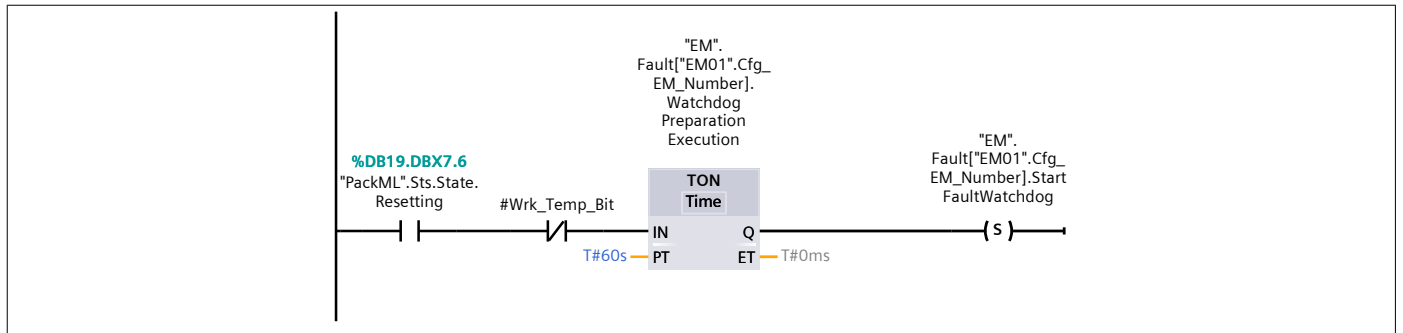 "EM".
Fault["EM01".Cfg_
EM_Number].
Watchdog
Preparation
Execution
"EM".
Fault["EM01".Cfg_
EM_Number].Start
FaultWatchdog
%DB19.DBX7.6
"PackML".Sts.State.
Resetting
#Wrk_Temp_Bit
TON
Time
IN
Q
S
T#60s
PT
ET
T#0ms